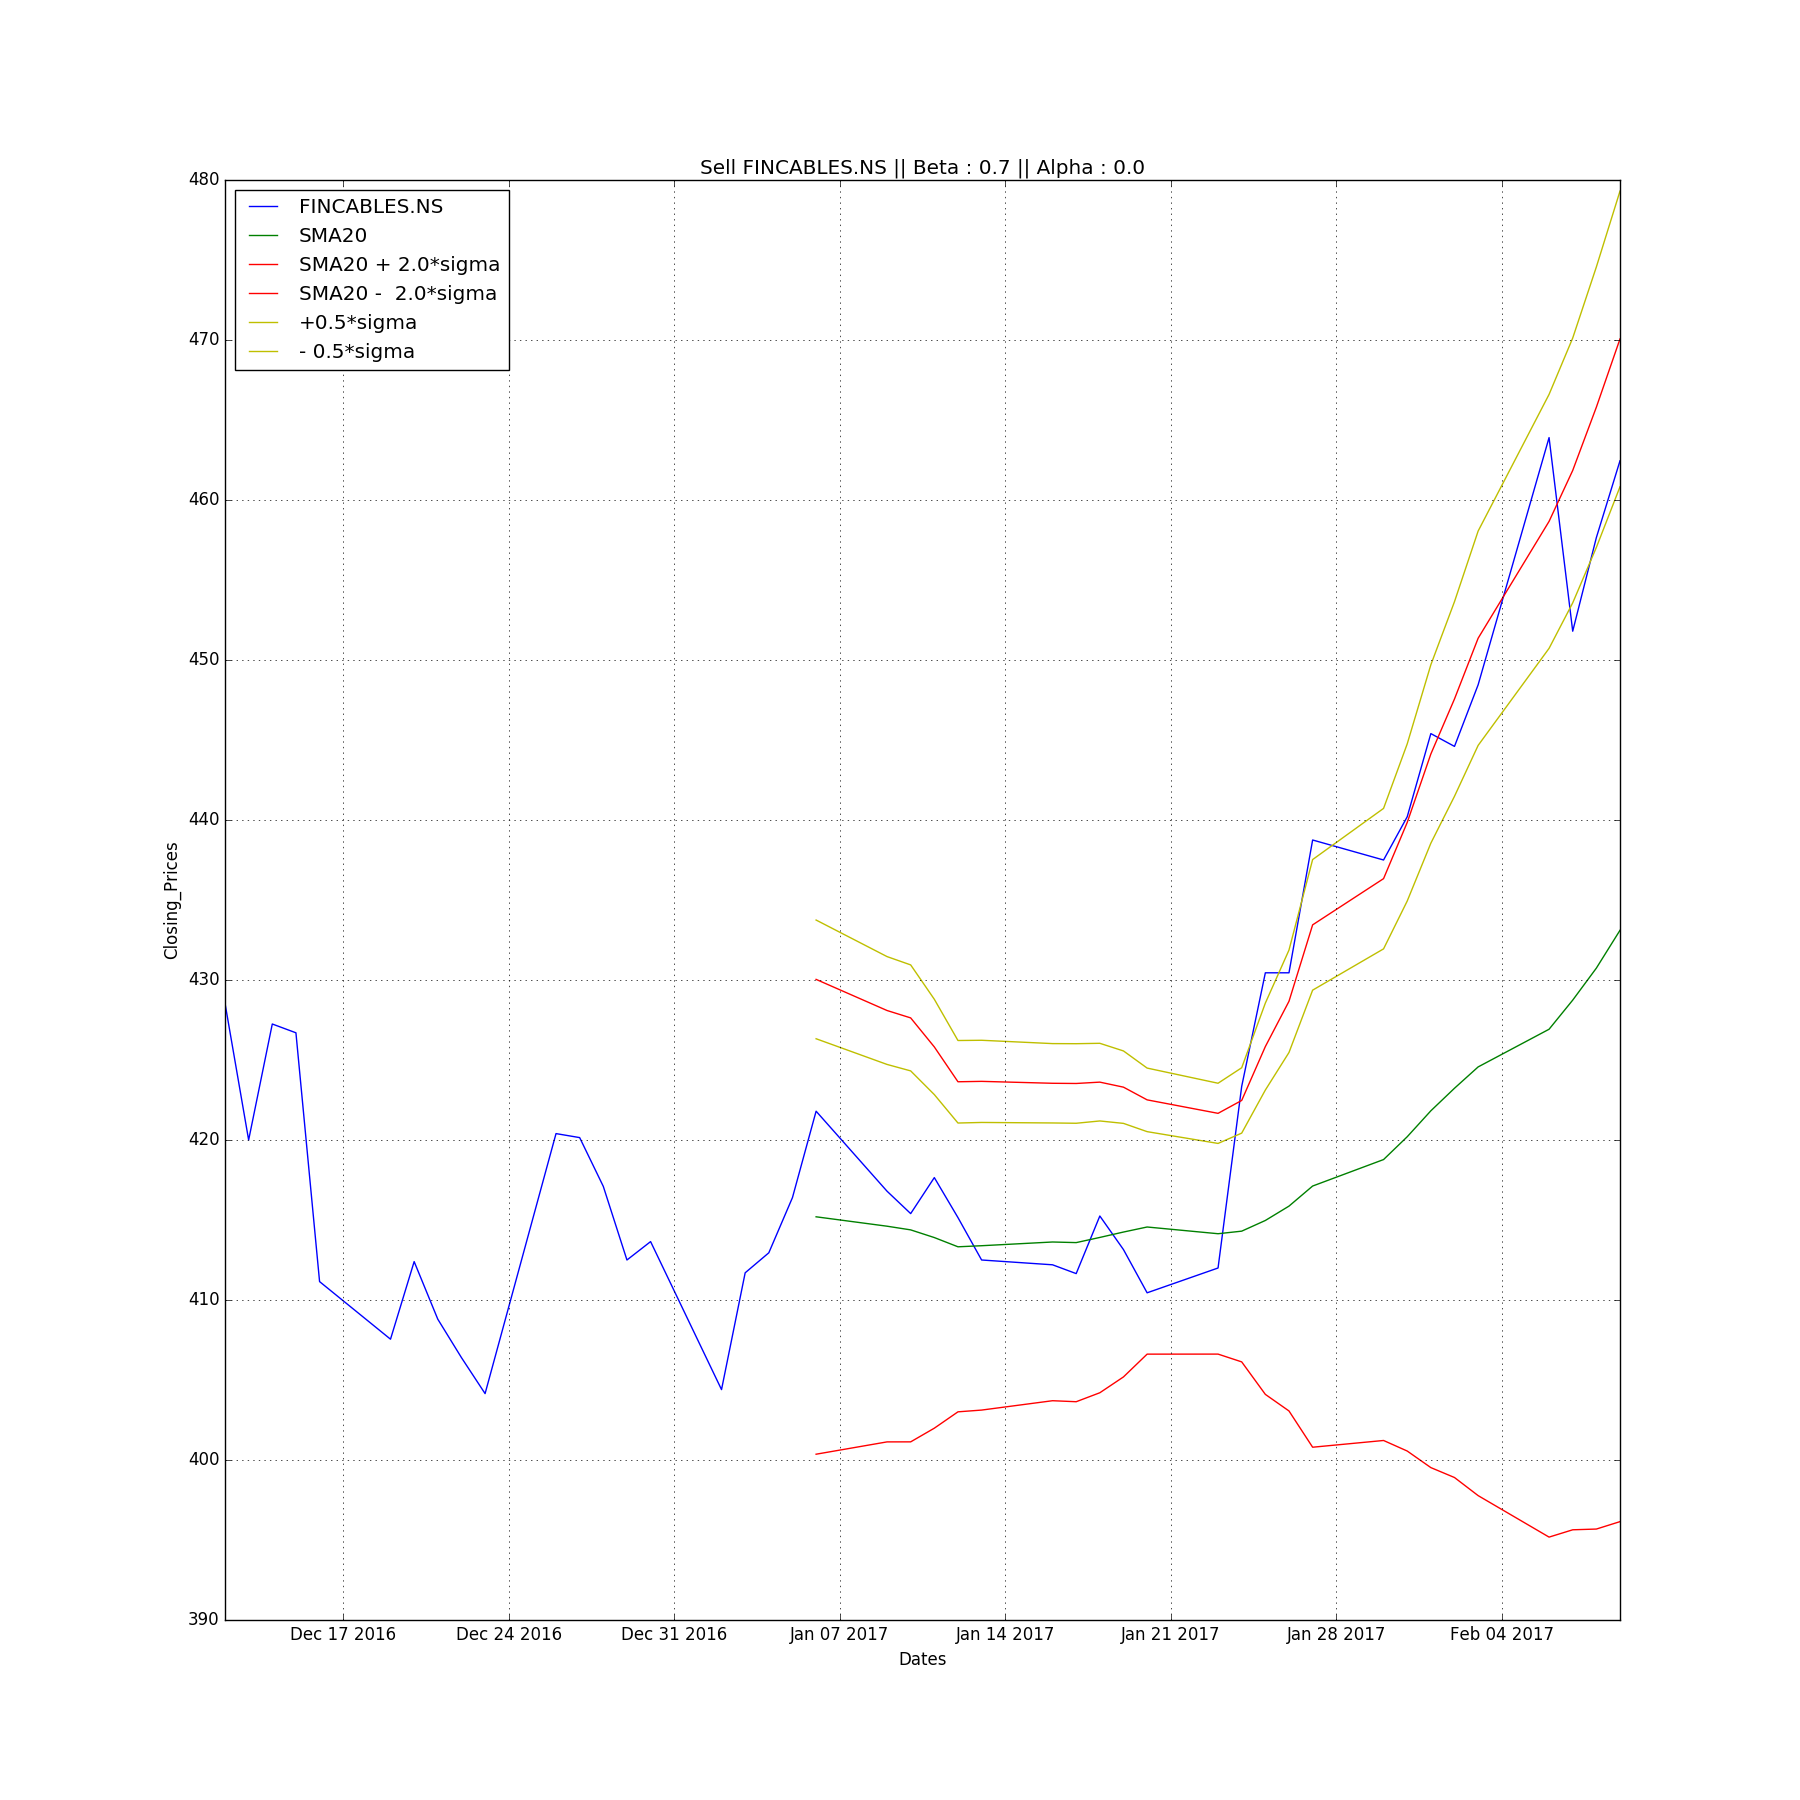 Sell FINCABLES.NS || Beta : 0.7 || Alpha : 0.0
480
470
460
450
440
430
420
410
400
390
Closing_Prices
FINCABLES.NS
SMA20
SMA20 + 2.0*sigma
SMA20 -  2.0*sigma
+0.5*sigma
- 0.5*sigma
Dec 17 2016
Dec 24 2016
Dec 31 2016
Jan 07 2017
Jan 14 2017
Jan 21 2017
Jan 28 2017
Feb 04 2017
Dates